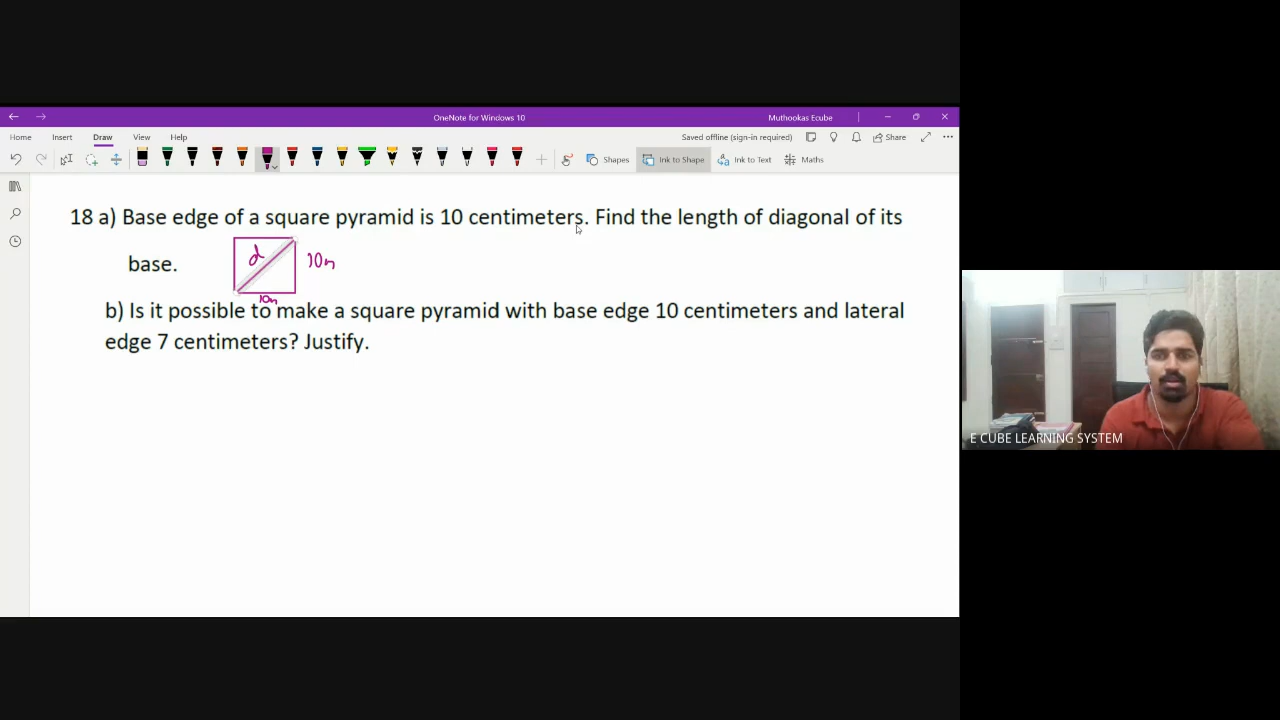 OneNote for Windows 10
Muthookas Ecube
Home Insert Draw View Help
Saved offline (sign-in required)
Share
Shapes
Ink to Shape
Ink to Text
Maths
18 a) Base edge of a square pyramid is 10 centimeters. Find the length of diagonal of its
base.
d
10m
10m
b) Is it possible to make a square pyramid with base edge 10 centimeters and lateral
edge 7 centimeters? Justify.
E CUBE LEARNING SYSTEM